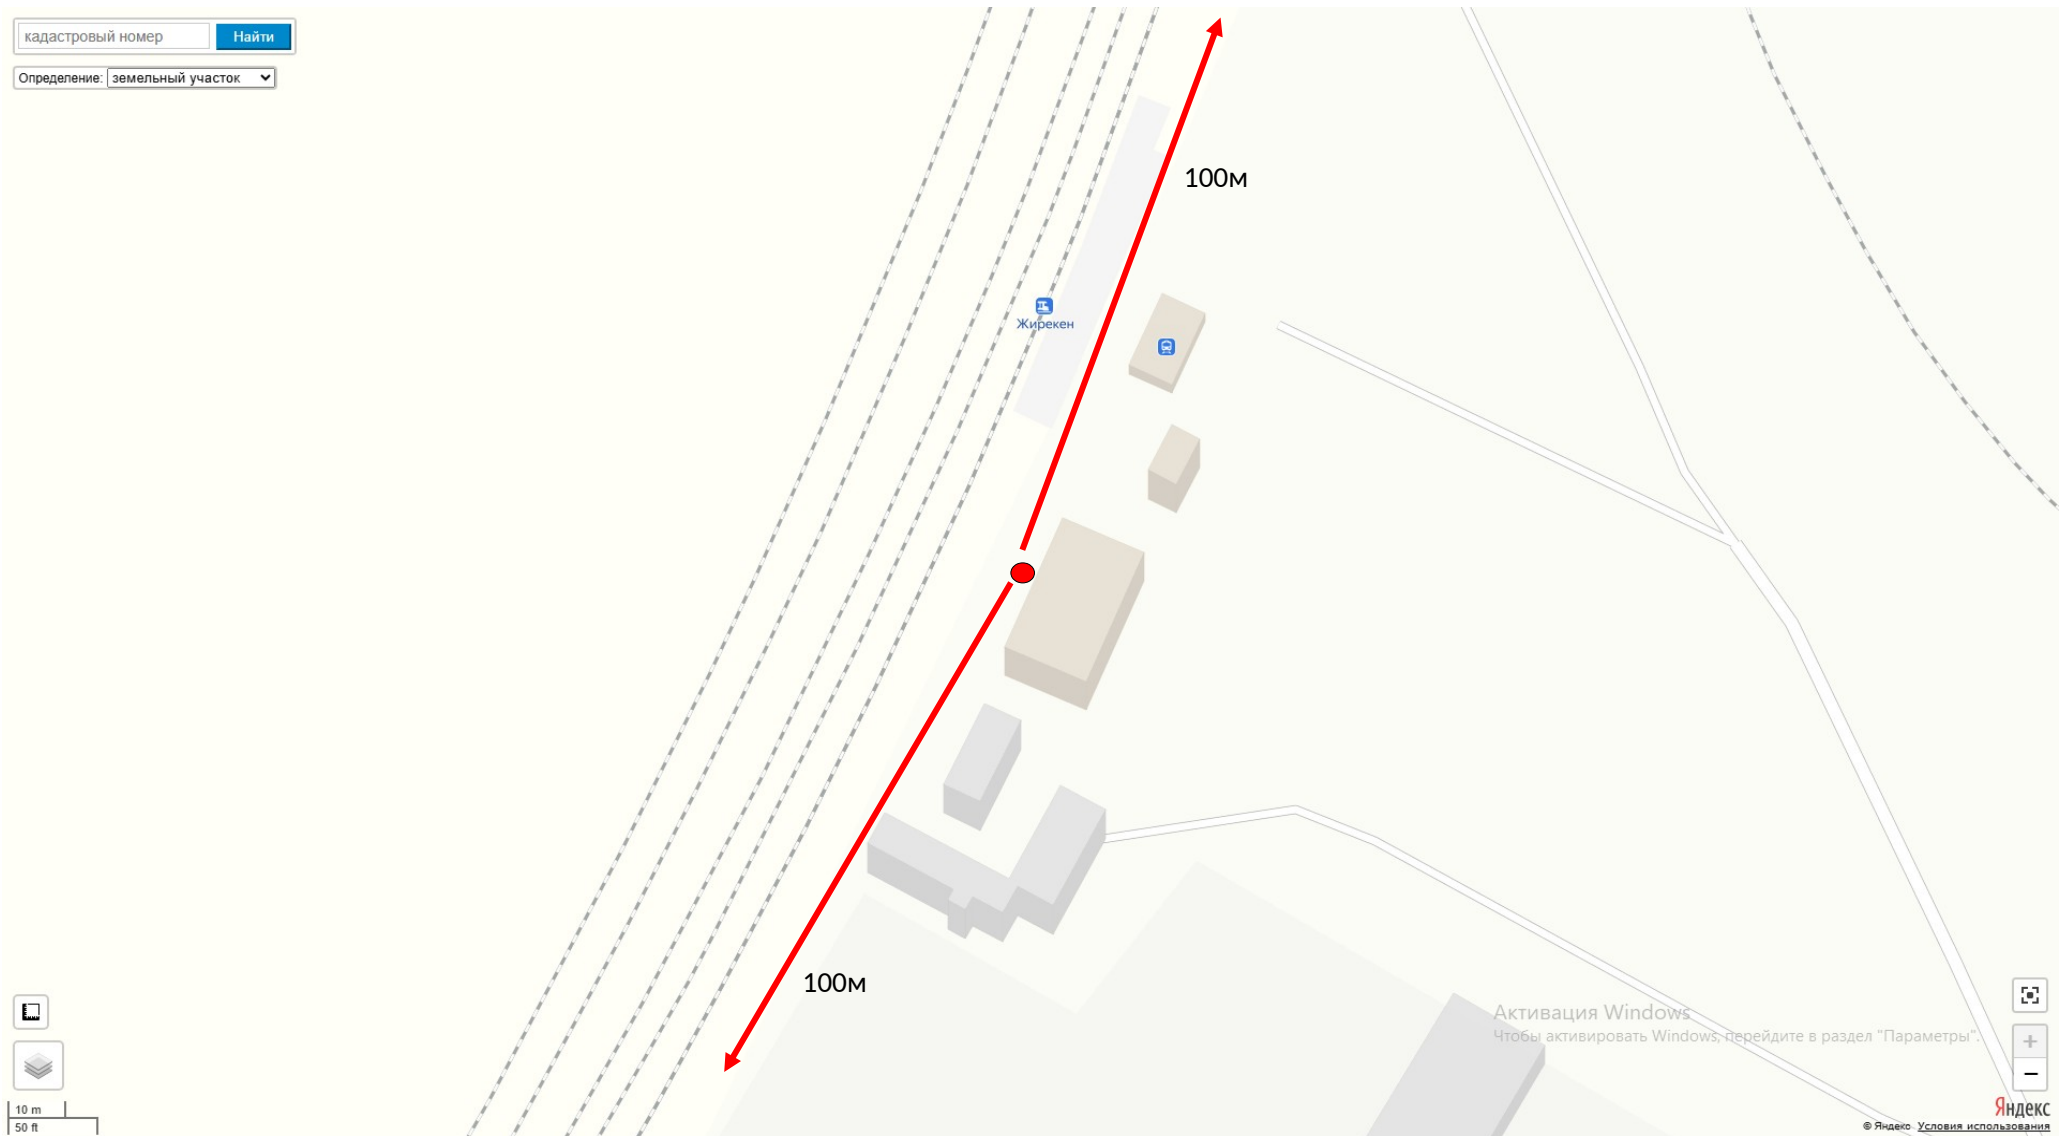 кадастровый номер Найти
Определение: земельный участок
100м
Жирекен
100м
Активация Windows
Чтобы активировать Windows, перейдите в раздел "Параметры".
10 m
50 ft
Яндекс
© Яндекс Условия использования